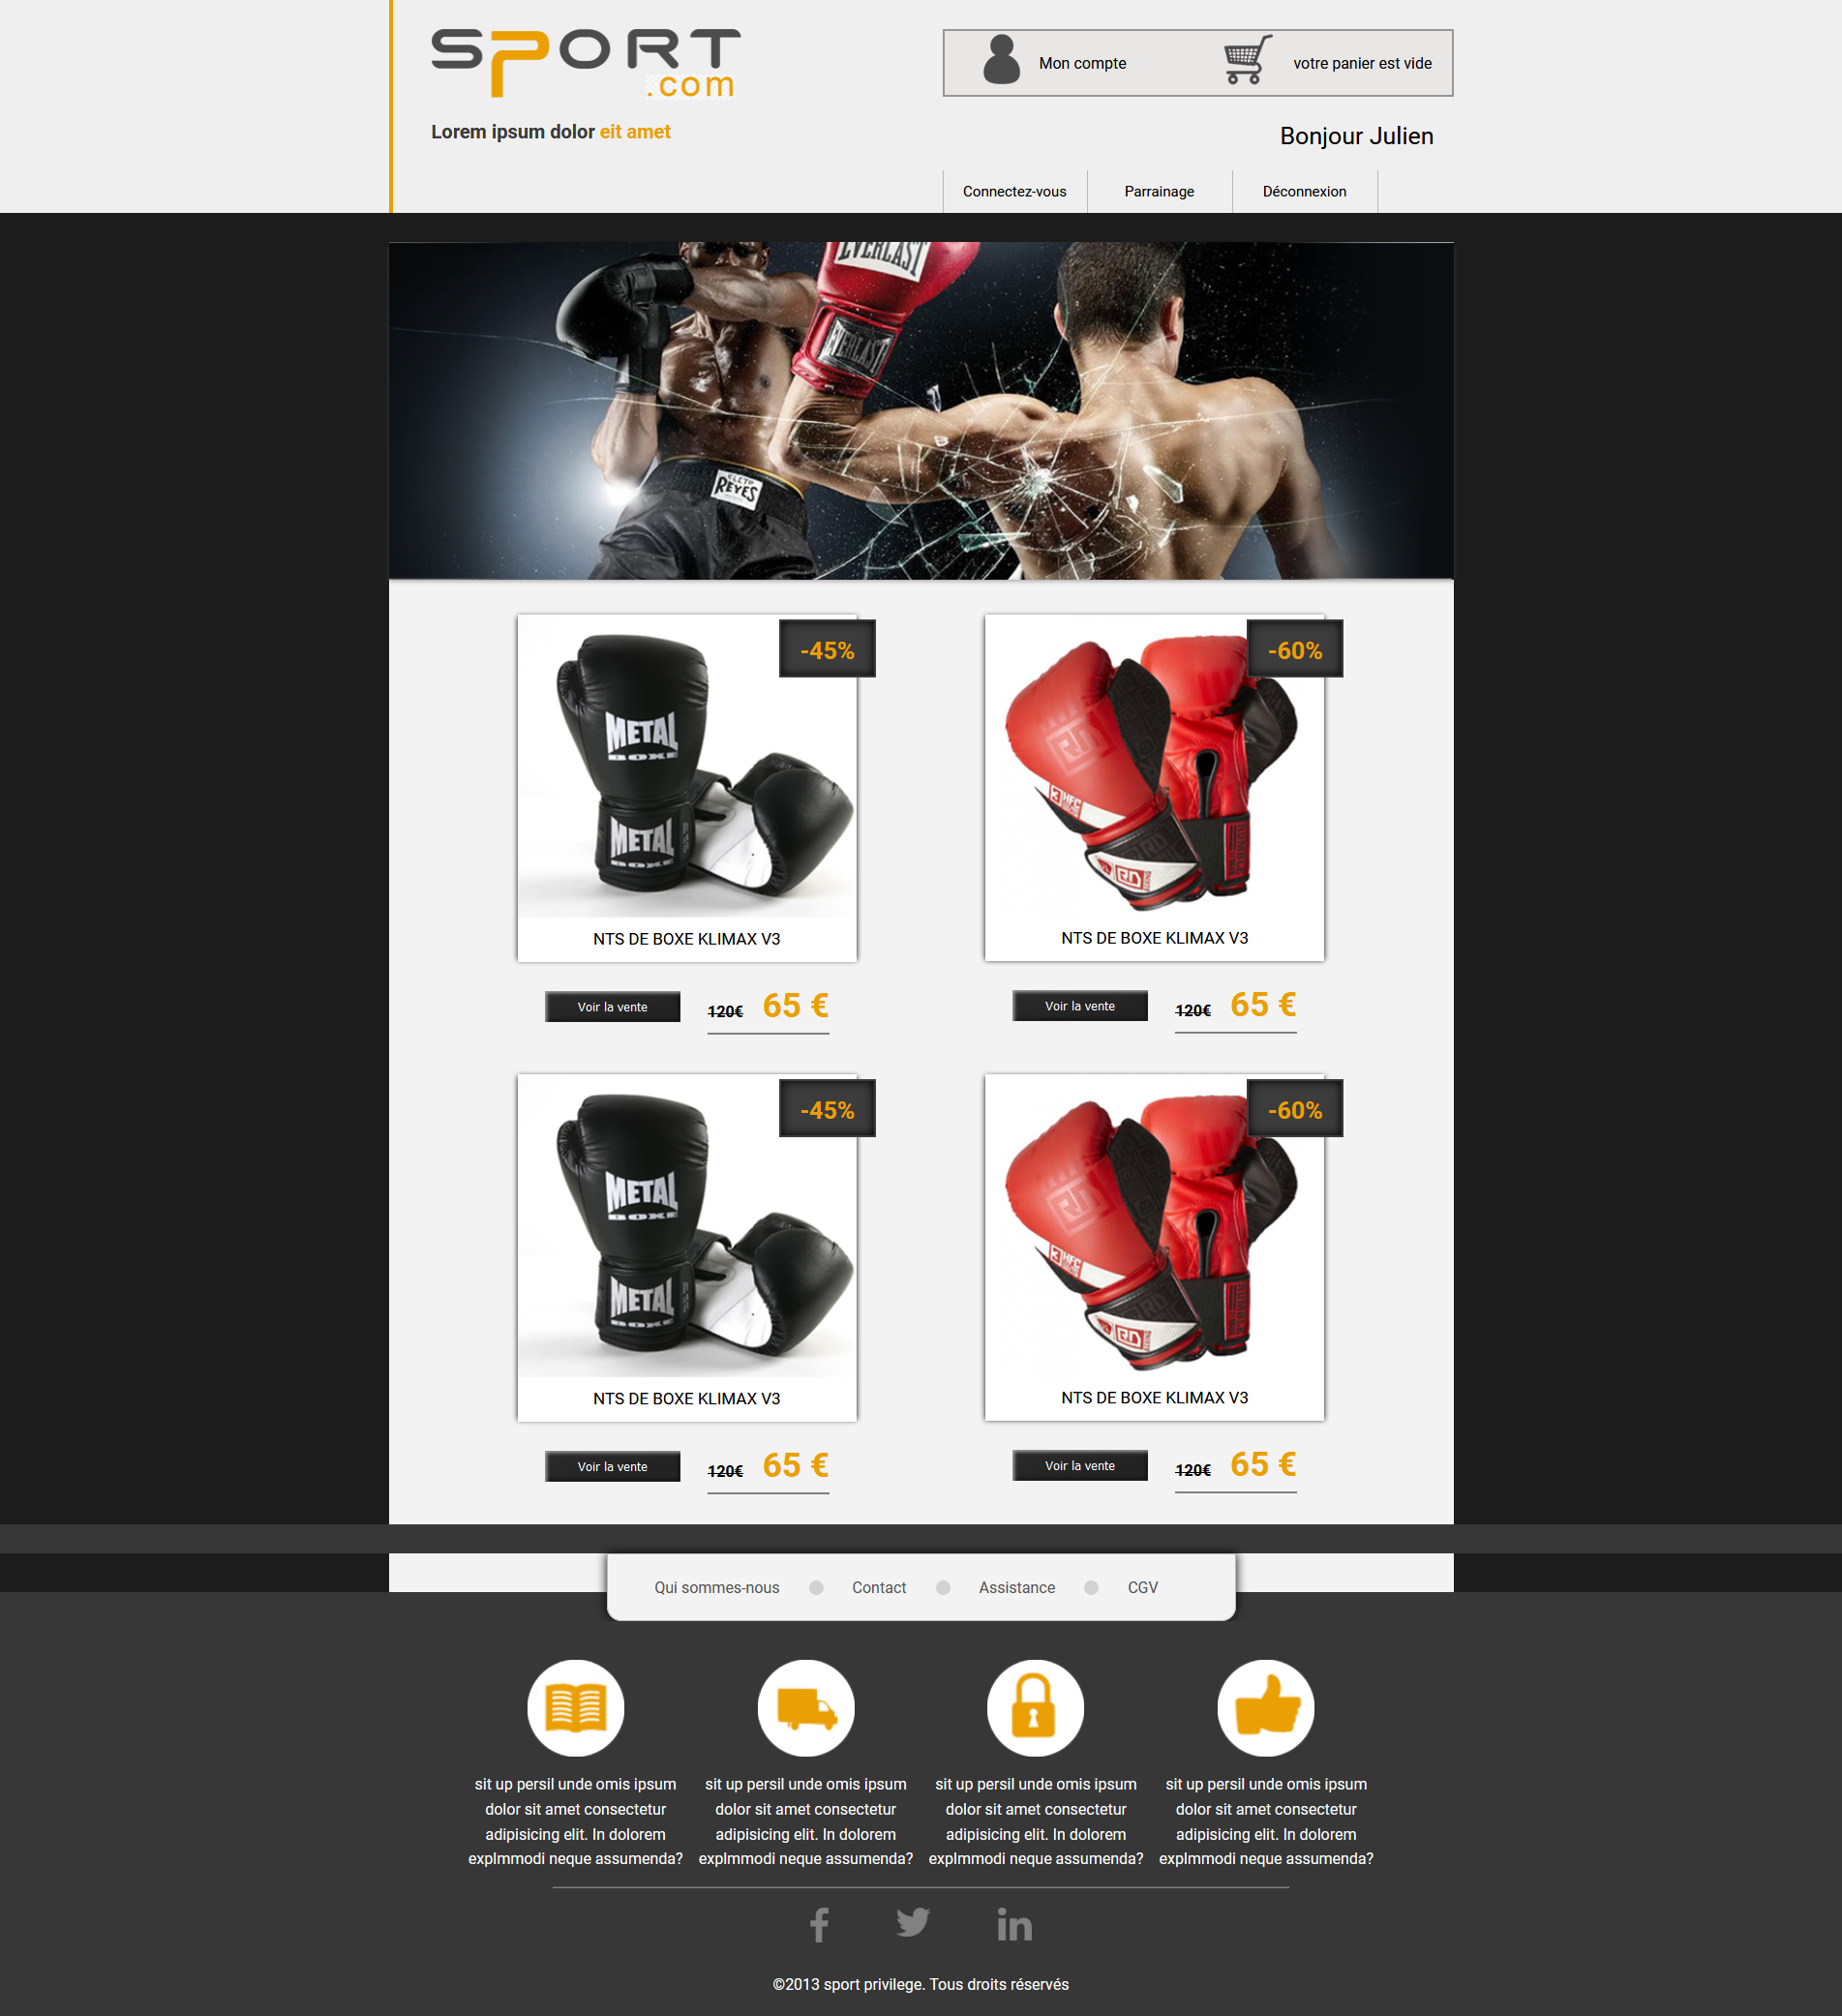 SPORT
.com
Mon compte
votre panier est vide
Lorem ipsum dolor eit amet
Bonjour Julien
Connectez-vous
Parrainage
Déconnexion
EVERLAST
EVERLAST
CLETO
REYES
-45%
METAL
BOXE
METAL
BOXE
NTS DE BOXE KLIMAX V3
Voir la vente
120€ 65 €
-60%
3 HFC
RD
NTS DE BOXE KLIMAX V3
Voir la vente
120€ 65 €
-45%
METAL
BOXE
METAL
BOXE
NTS DE BOXE KLIMAX V3
Voir la vente
120€ 65 €
-60%
3 HFC
RD
NTS DE BOXE KLIMAX V3
Voir la vente
120€ 65 €
Qui sommes-nous
Contact
Assistance
CGV
sit up persil unde omis ipsum
dolor sit amet consectetur
adipisicing elit. In dolorem
explmmodi neque assumenda?
sit up persil unde omis ipsum
dolor sit amet consectetur
adipisicing elit. In dolorem
explmmodi neque assumenda?
sit up persil unde omis ipsum
dolor sit amet consectetur
adipisicing elit. In dolorem
explmmodi neque assumenda?
sit up persil unde omis ipsum
dolor sit amet consectetur
adipisicing elit. In dolorem
explmmodi neque assumenda?
©2013 sport privilege. Tous droits réservés